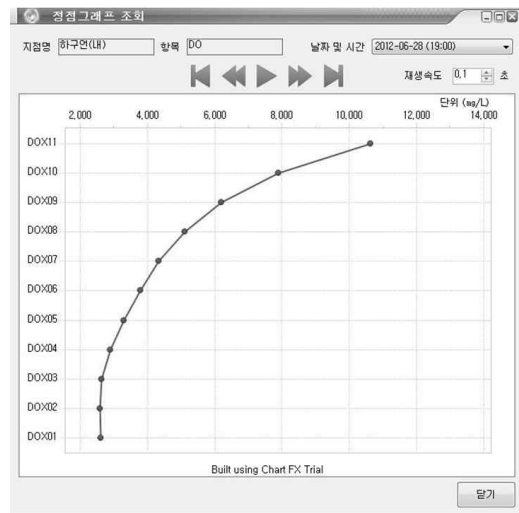 정점그래프 조회
지점명 하구언(내) 항목 DO 날짜 및 시간 2012-06-28 (19:00)
재생속도 0,1 초
단위 (mg/L)
2,000 4,000 6,000 8,000 10,000 12,000 14,000
DOX11
DOX10
DOX09
DOX08
DOX07
DOX06
DOX05
DOX04
DOX03
DOX02
DOX01
Built using Chart FX Trial
닫기